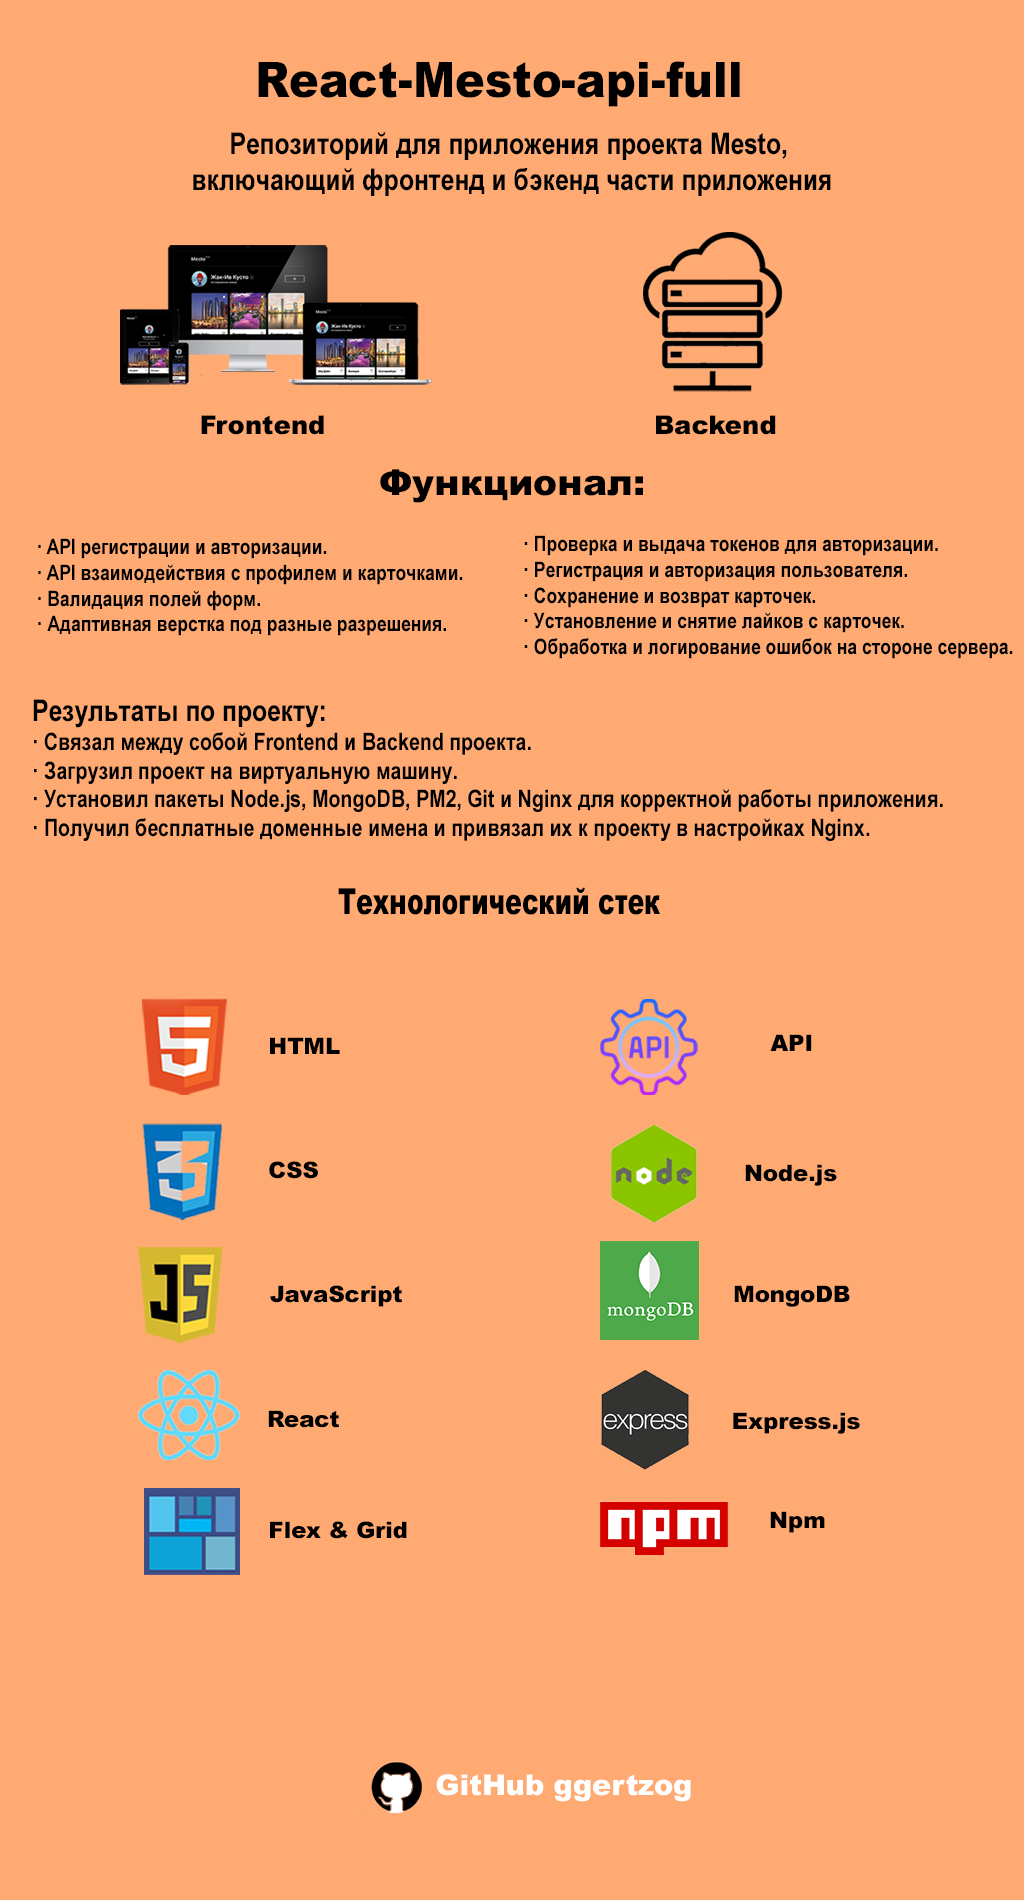 React-Mesto-api-full
Репозиторий для приложения проекта Mesto,
включающий фронтенд и бэкенд части приложения
Mesto
Жак-Ив Кусто
Mesto
Жак-Ив Кусто
Frontend
Backend
Функционал:
· API регистрации и авторизации.
· API взаимодействия с профилем и карточками.
· Валидация полей форм.
· Адаптивная верстка под разные разрешения.
· Проверка и выдача токенов для авторизации.
· Регистрация и авторизация пользователя.
· Сохранение и возврат карточек.
· Установление и снятие лайков с карточек.
· Обработка и логирование ошибок на стороне сервера.
Результаты по проекту:
· Связал между собой Frontend и Backend проекта.
· Загрузил проект на виртуальную машину.
· Установил пакеты Node.js, MongoDB, PM2, Git и Nginx для корректной работы приложения.
· Получил бесплатные доменные имена и привязал их к проекту в настройках Nginx.
Технологический стек
5
HTML
API
API
3
CSS
node
Node.js
JS
JavaScript
mongoDB
MongoDB
React
express
Express.js
Flex & Grid
npm
Npm
GitHub ggertzog